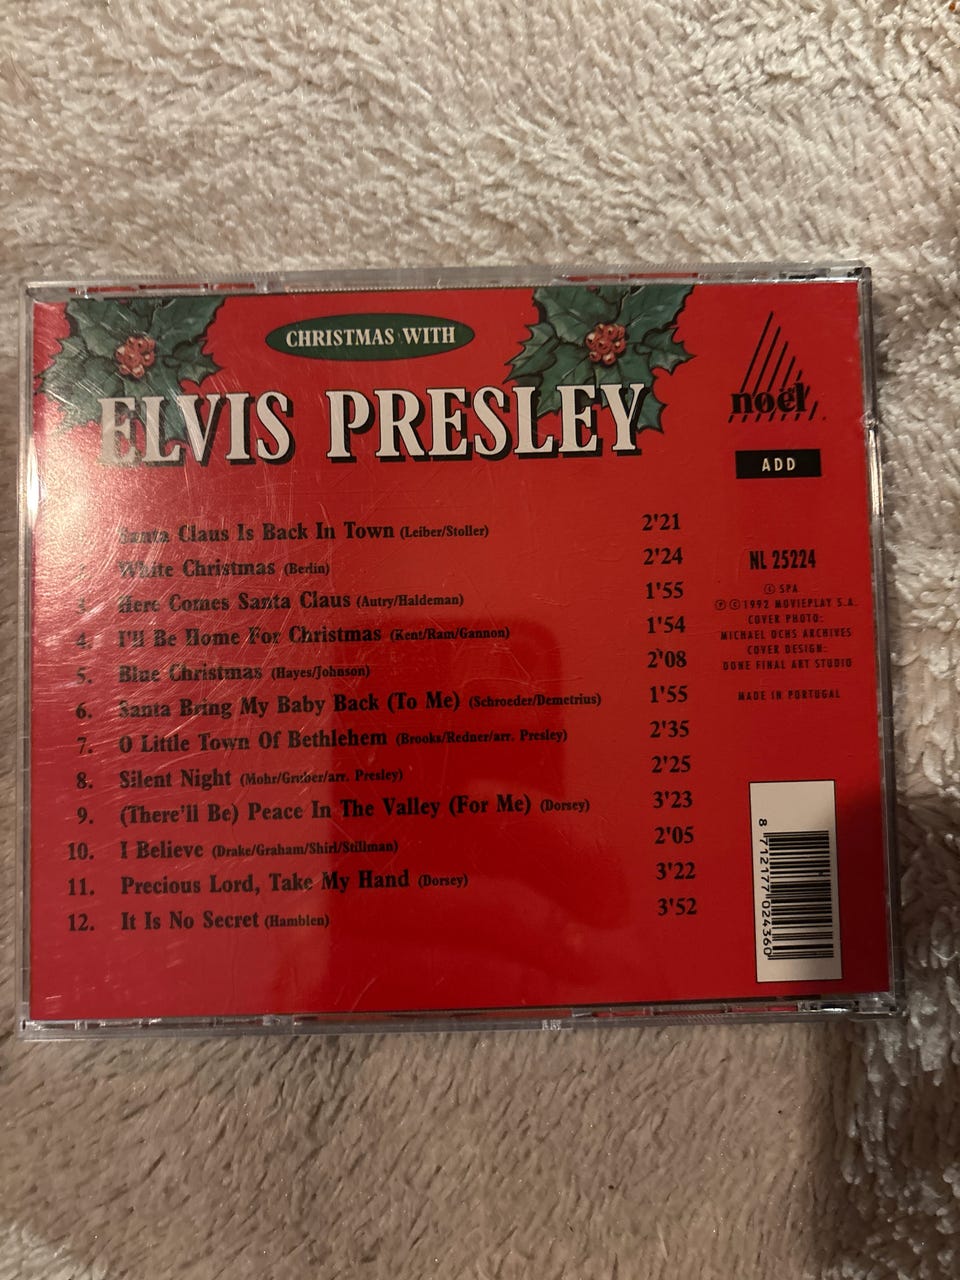 CHRISTMAS WITH
ELVIS PRESLEY
noël
ADD
Santa Claus Is Back In Town (Leiber/Stoller) 2'21
2. White Christmas (Berlin) 2'24
3. Here Comes Santa Claus (Autry/Haldeman) 1'55
4. I'll Be Home For Christmas (Kent/Ram/Gannon) 1'54
5. Blue Christmas (Hayes/Johnson) 2'08
6. Santa Bring My Baby Back (To Me) (Schroeder/Demetrius) 1'55
7. O Little Town Of Bethlehem (Brooks/Redner/arr. Presley) 2'35
8. Silent Night (Mohr/Gruber/arr. Presley) 2'25
9. (There'll Be) Peace In The Valley (For Me) (Dorsey) 3'23
10. I Believe (Drake/Graham/Shirl/Stillman) 2'05
11. Precious Lord, Take My Hand (Dorsey) 3'22
12. It Is No Secret (Hamblen) 3'52
NL 25224
Ⓛ SPA
Ⓟ © 1992 MOVIEPLAY S.A.
COVER PHOTO:
MICHAEL OCHS ARCHIVES
COVER DESIGN:
DONE FINAL ART STUDIO
MADE IN PORTUGAL
8 712177 024360